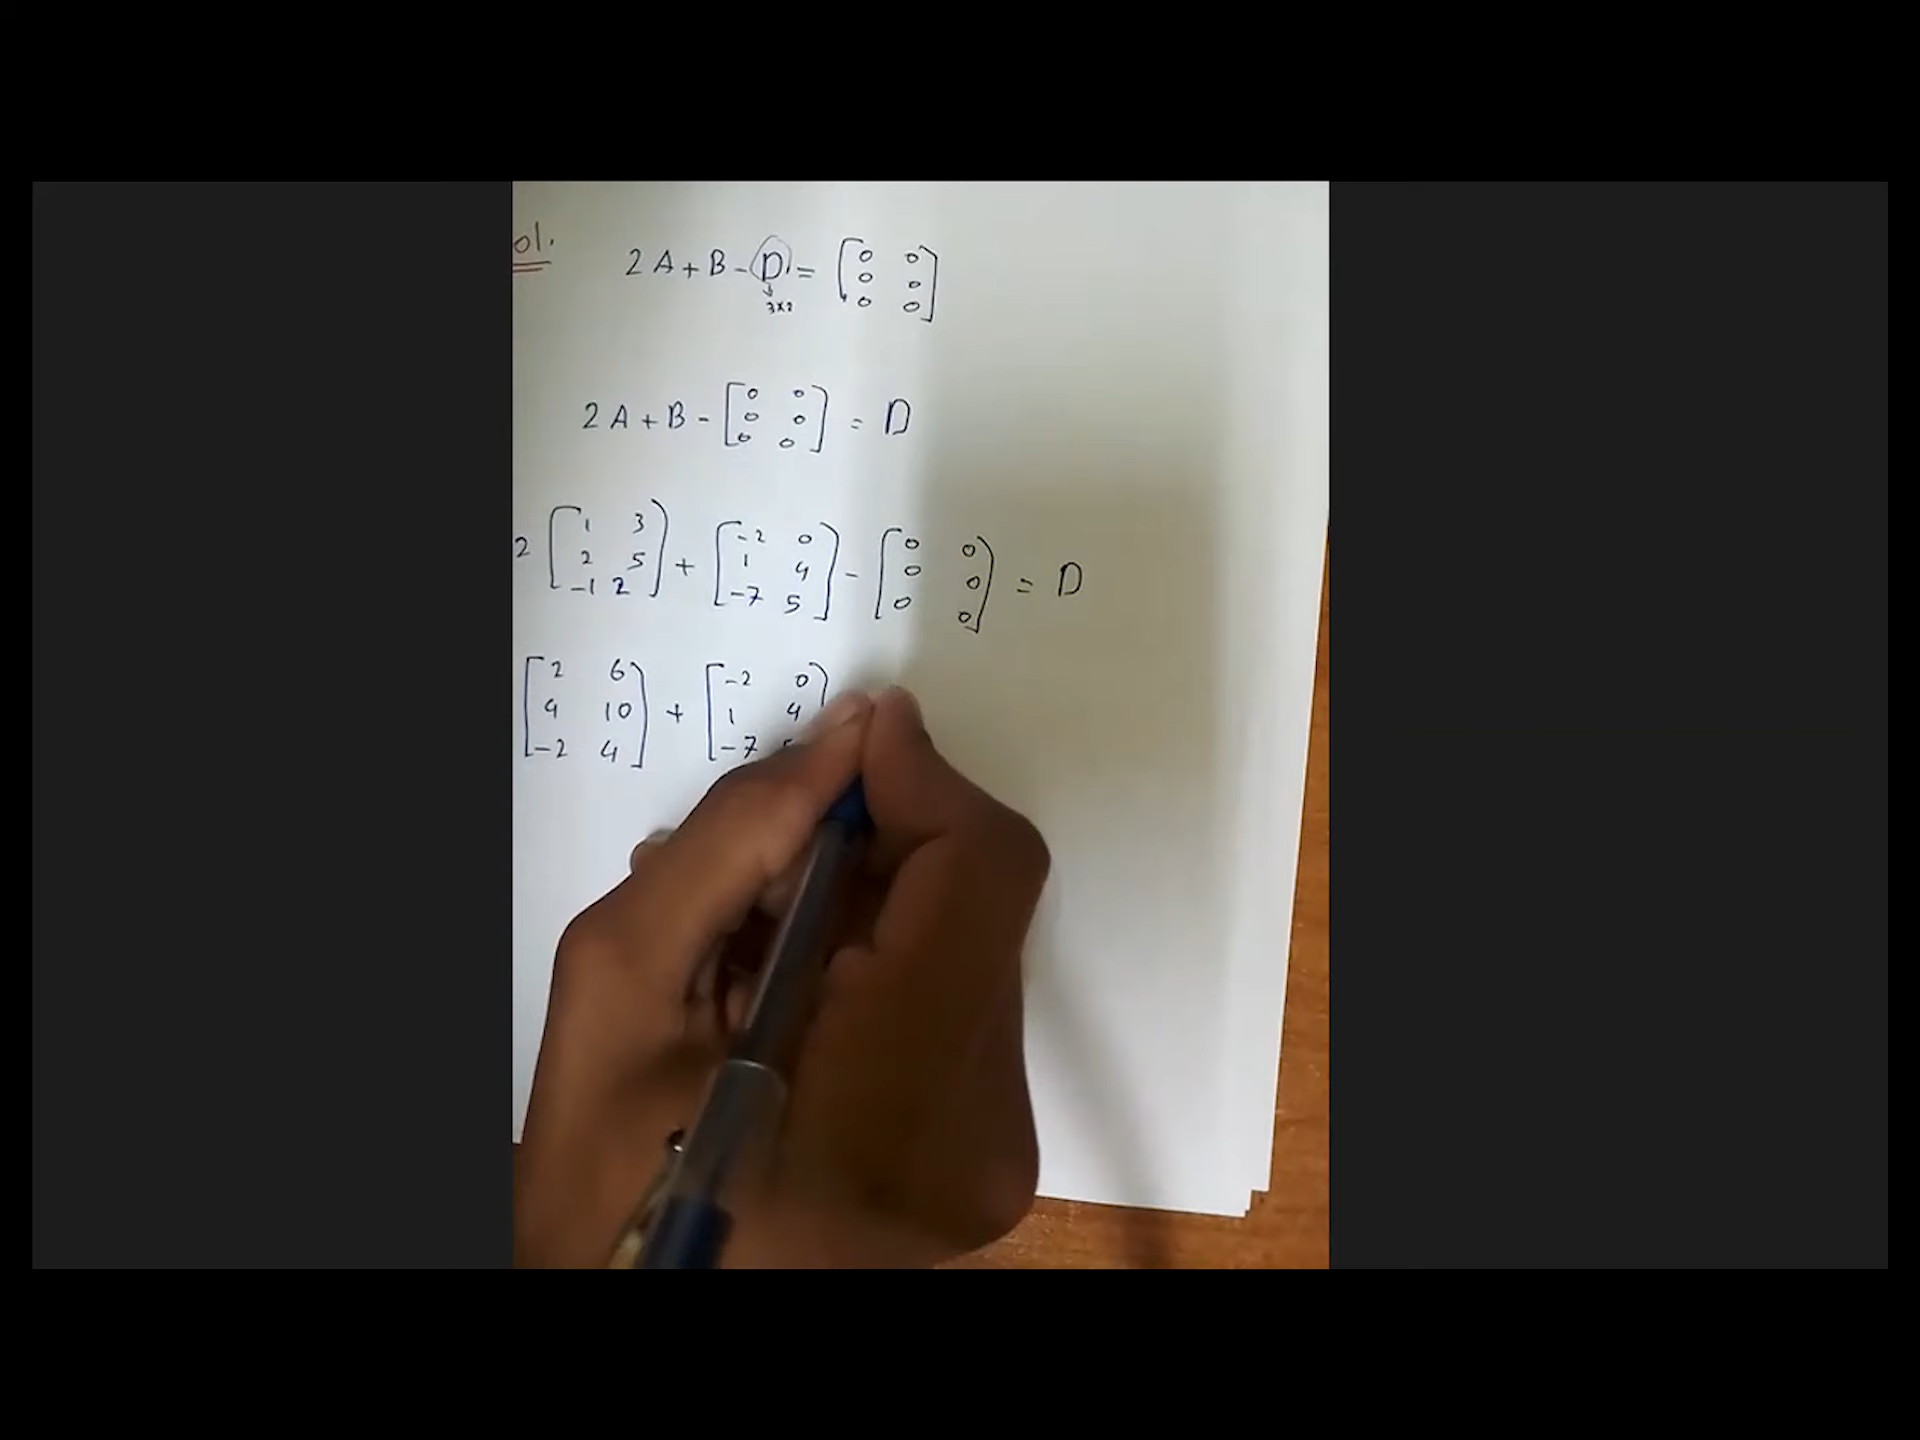 ol.
2A+B-D= [0 0 0 0 0 0]
3x2
2A+B-[0 0 0 0 0 0] = D
2 [1 3 2 5 -1 2] + [-2 0 1 4 -7 5] - [0 0 0 0 0 0] = D
[2 6 4 10 -2 4] + [-2 0 1 4 -7